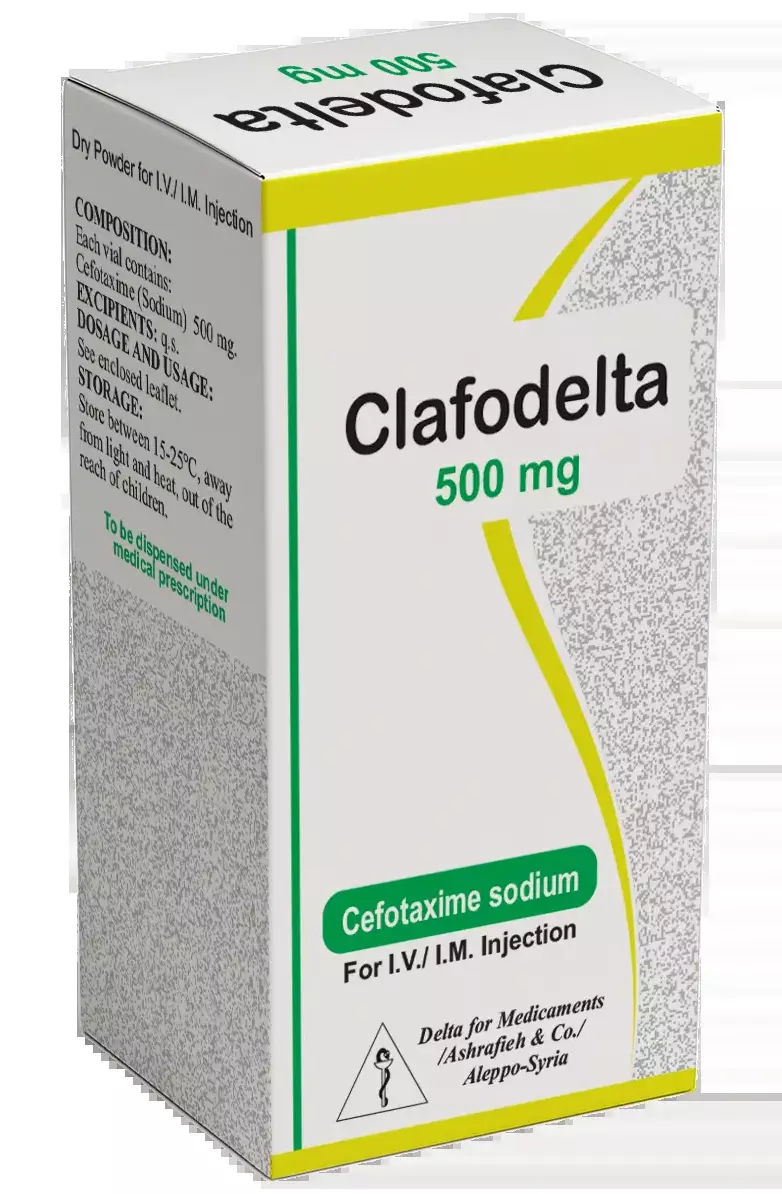 Clafodelta
500 mg
Dry Powder for I.V./ I.M. Injection
COMPOSITION:
Each vial contains:
Cefotaxime (Sodium) 500 mg.
EXCIPIENTS: q.s.
DOSAGE AND USAGE:
See enclosed leaflet.
STORAGE:
Store between 15-25°C, away
from light and heat, out of the
reach of children.
To be dispensed under
medical prescription
Clafodelta
500 mg
Cefotaxime sodium
For I.V./ I.M. Injection
Delta for Medicaments
/Ashrafieh & Co./
Aleppo-Syria